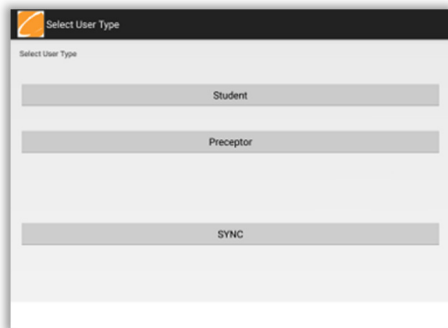 Select User Type
Select User Type
Student
Preceptor
SYNC